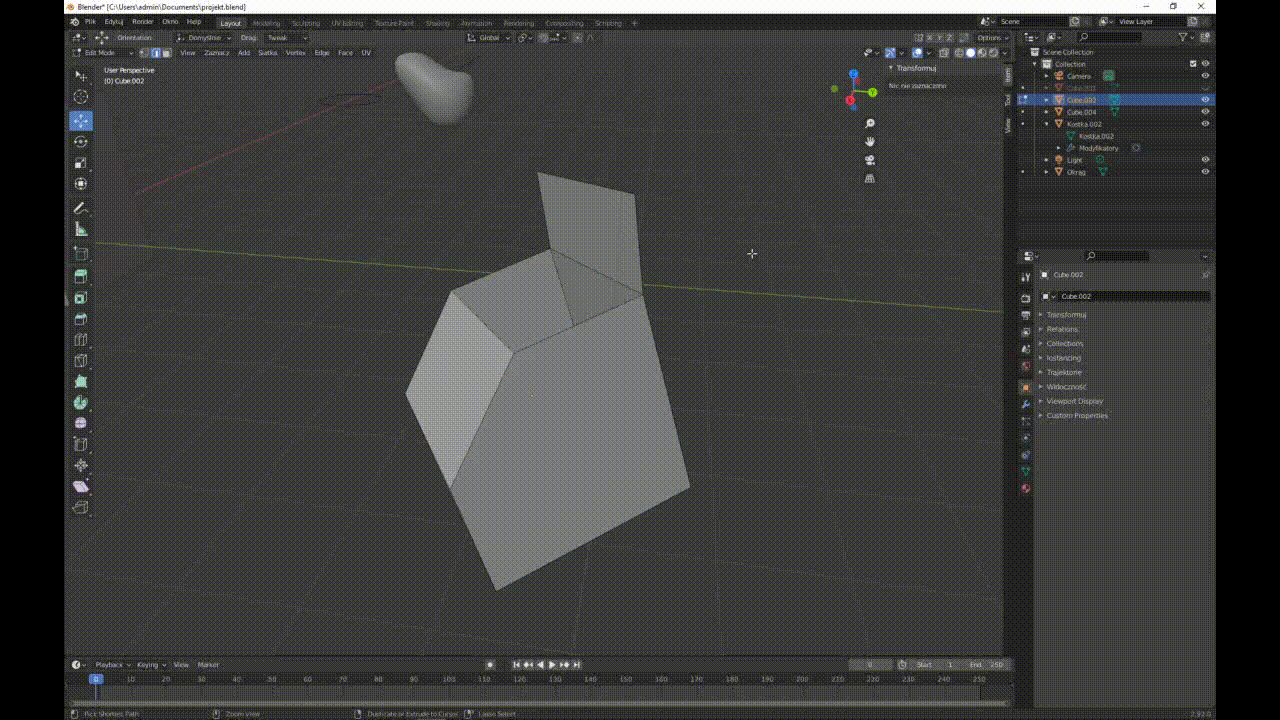 Blender* [C:\Users\admin\Documents\projekt.blend]
Plik Edytuj Render Okno Help Layout Modeling Sculpting UV Editing Texture Paint Shading Animation Rendering Compositing Scripting + Scene View Layer
Orientation: Domyślne Drag: Tweak Global X Y Z Options
Edit Mode View Zaznacz Add Siatka Vertex Edge Face UV
User Perspective
(0) Cube.002
Transformuj
Nic nie zaznaczono
Item
Tool
View
Y
Scene Collection
Collection
Camera
Cube.002
Cube.004
Kostka.002
Kostka.002
Modyfikatory
Light
Okrąg
Cube.002
Cube.002
Transformuj
Relations
Collections
Instancing
Trajektorie
Widoczność
Viewport Display
Custom Properties
Playback Keying View Marker 0 Start 1 End 250
0 10 20 30 40 50 60 70 80 90 100 110 120 130 140 150 160 170 180 190 200 210 220 230 240 250
Pick Shortest Path Zoom View Duplicate or Extrude to Cursor Lasso Select 2.92.0